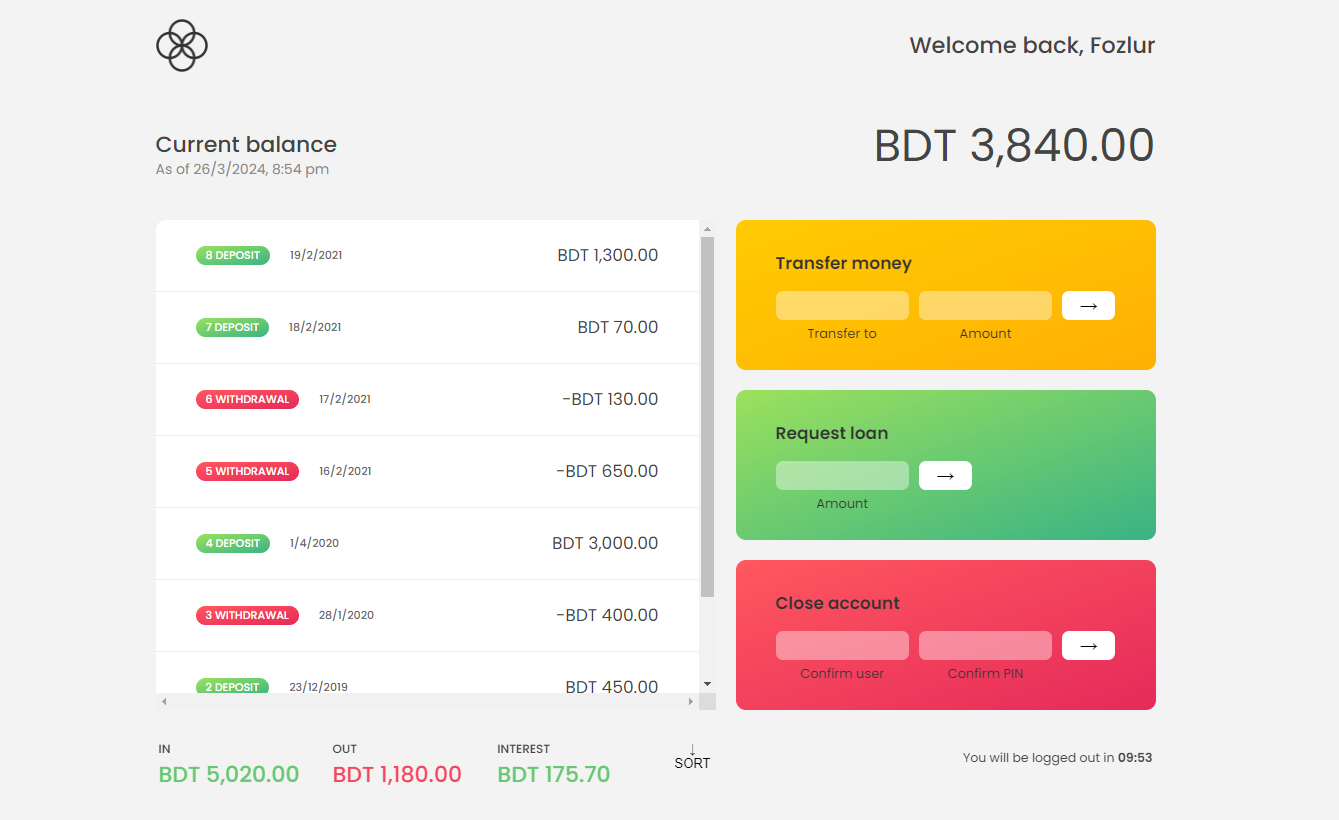 Welcome back, Fozlur
Current balance
As of 26/3/2024, 8:54 pm
BDT 3,840.00
8 DEPOSIT 19/2/2021 BDT 1,300.00
7 DEPOSIT 18/2/2021 BDT 70.00
6 WITHDRAWAL 17/2/2021 -BDT 130.00
5 WITHDRAWAL 16/2/2021 -BDT 650.00
4 DEPOSIT 1/4/2020 BDT 3,000.00
3 WITHDRAWAL 28/1/2020 -BDT 400.00
2 DEPOSIT 23/12/2019 BDT 450.00
Transfer money
→
Transfer to Amount
Request loan
→
Amount
Close account
→
Confirm user Confirm PIN
IN
BDT 5,020.00
OUT
BDT 1,180.00
INTEREST
BDT 175.70
↓
SORT
You will be logged out in 09:53